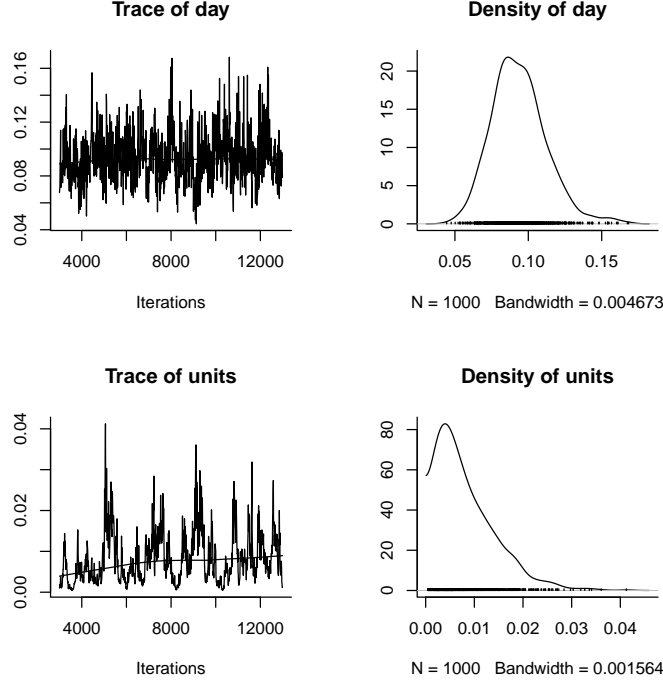 Trace of day
0.04 0.08 0.12 0.16
4000 8000 12000
Iterations
Density of day
0 5 10 15 20
0.05 0.10 0.15
N = 1000 Bandwidth = 0.004673
Trace of units
0.00 0.02 0.04
4000 8000 12000
Iterations
Density of units
0 20 40 60 80
0.00 0.01 0.02 0.03 0.04
N = 1000 Bandwidth = 0.001564